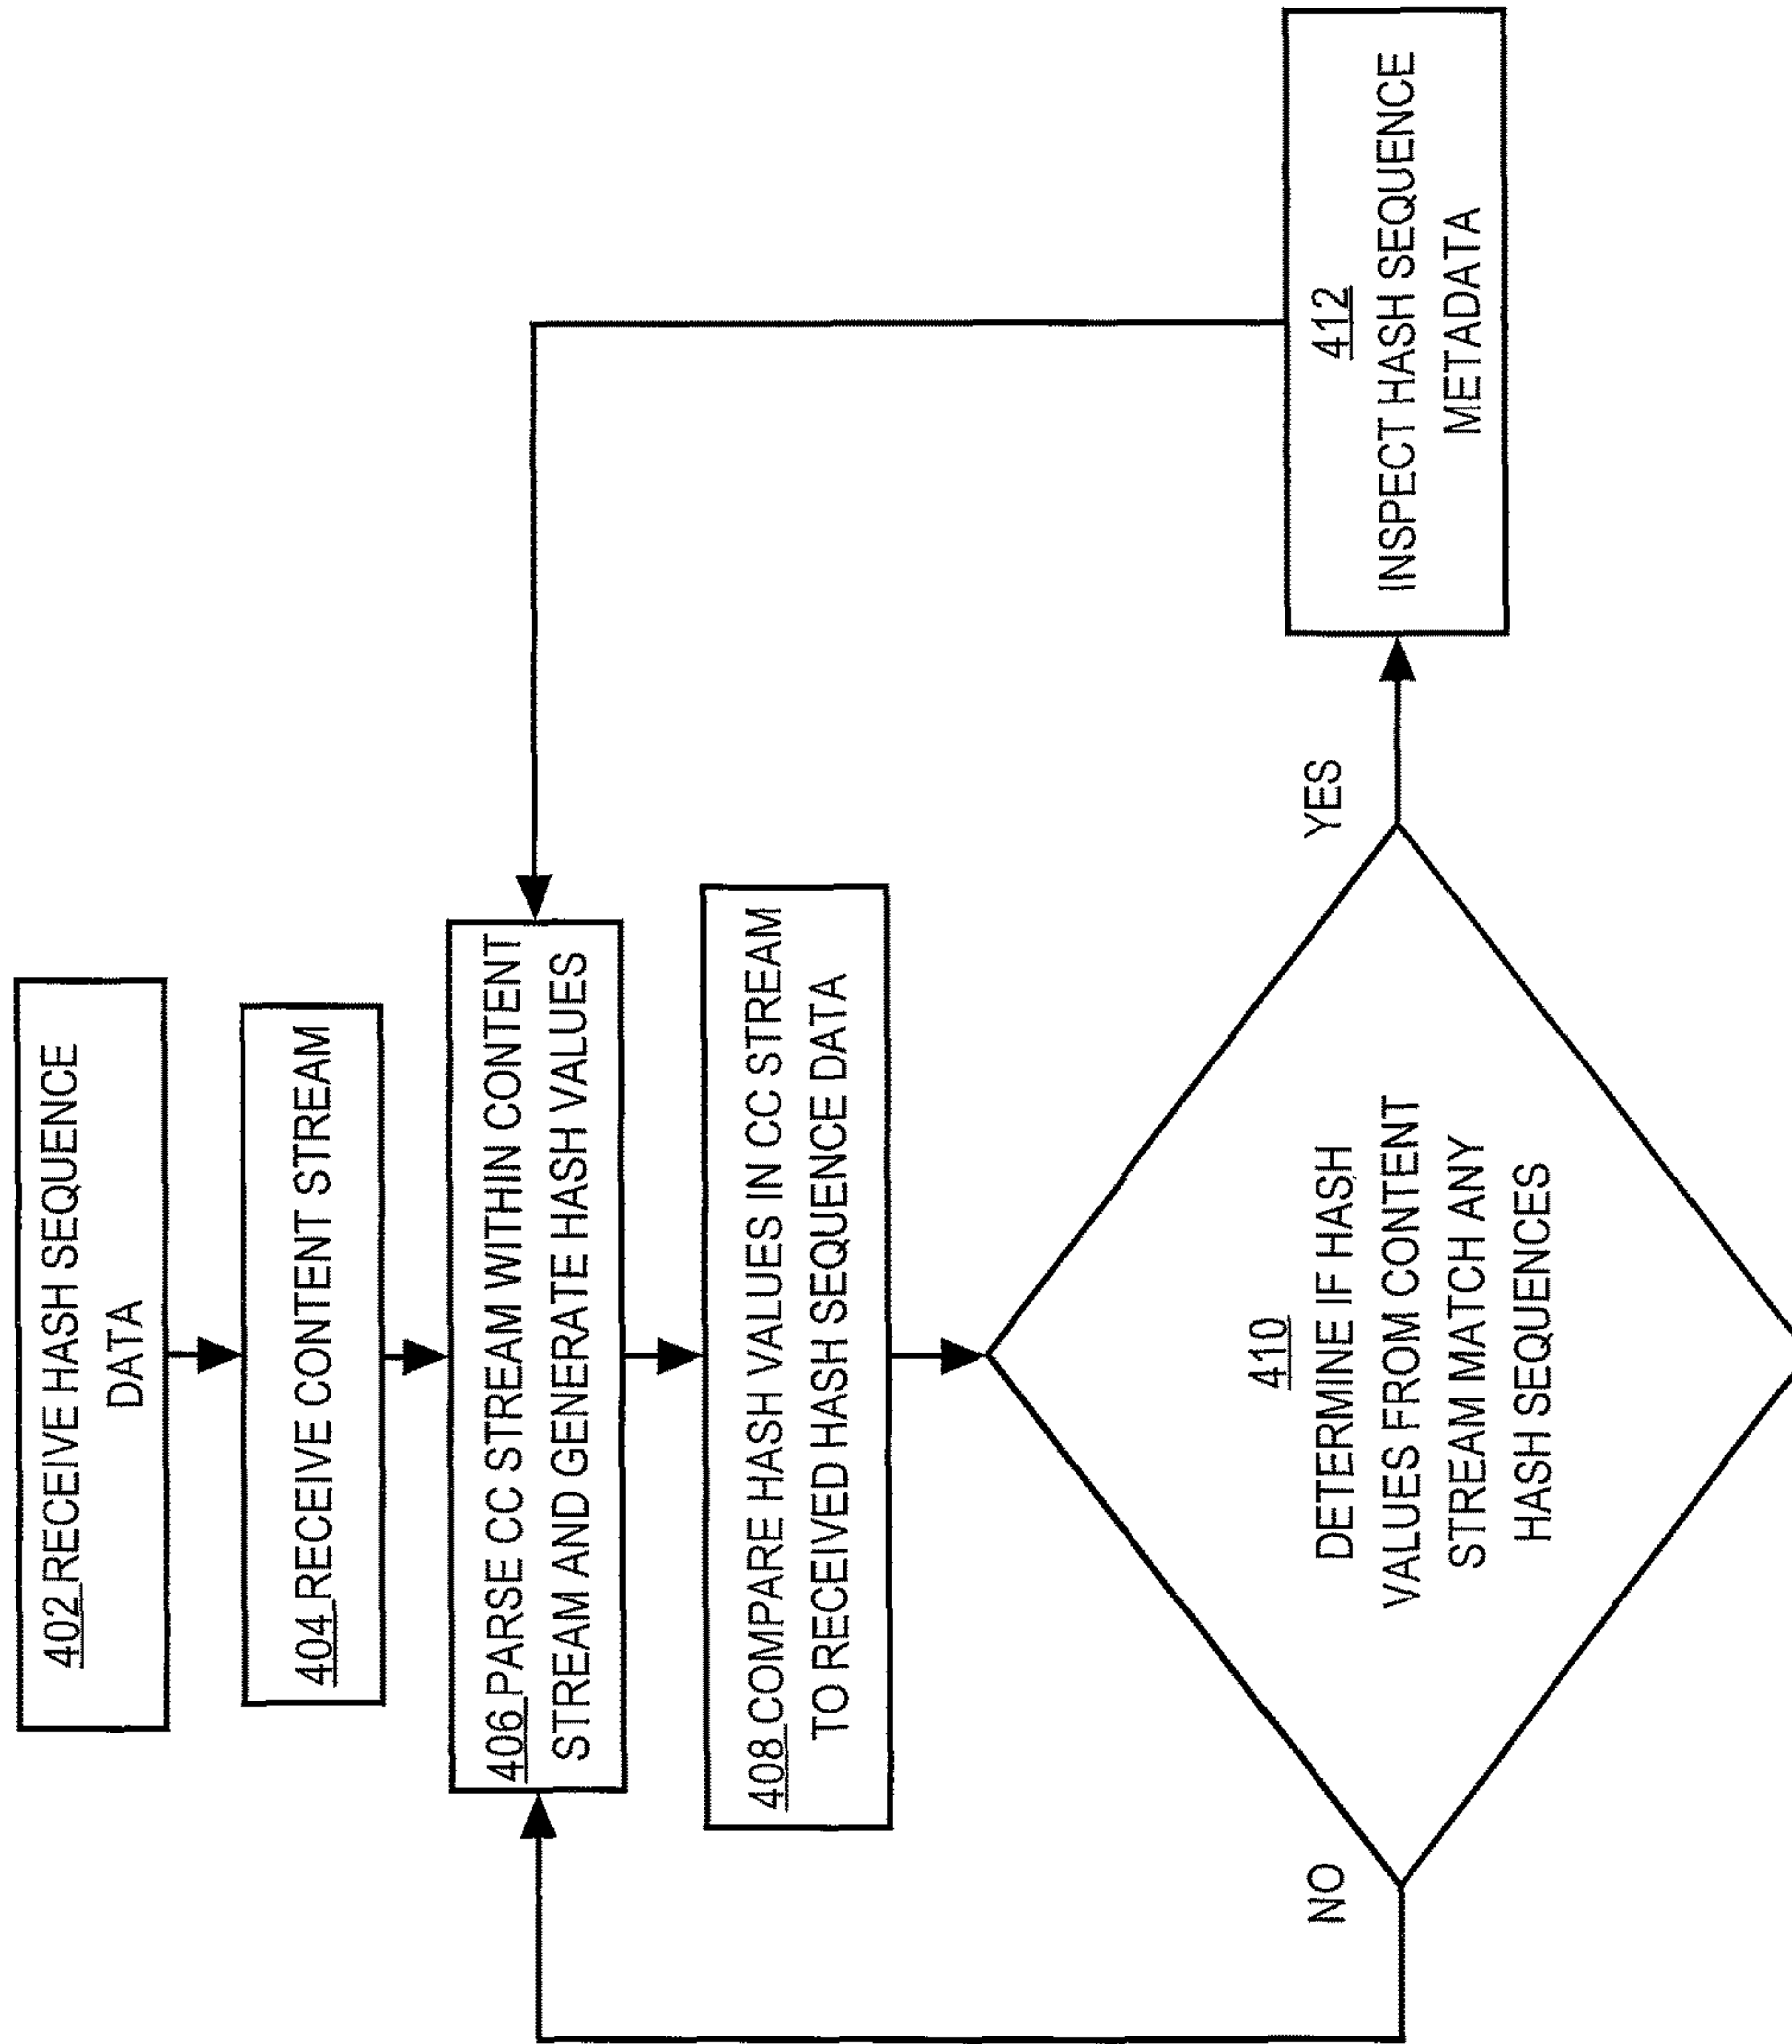 402 RECEIVE HASH SEQUENCE
DATA
404 RECEIVE CONTENT STREAM
406 PARSE CC STREAM WITHIN CONTENT
STREAM AND GENERATE HASH VALUES
408 COMPARE HASH VALUES IN CC STREAM
TO RECEIVED HASH SEQUENCE DATA
410
DETERMINE IF HASH
VALUES FROM CONTENT
STREAM MATCH ANY
HASH SEQUENCES
NO
YES
412
INSPECT HASH SEQUENCE
METADATA